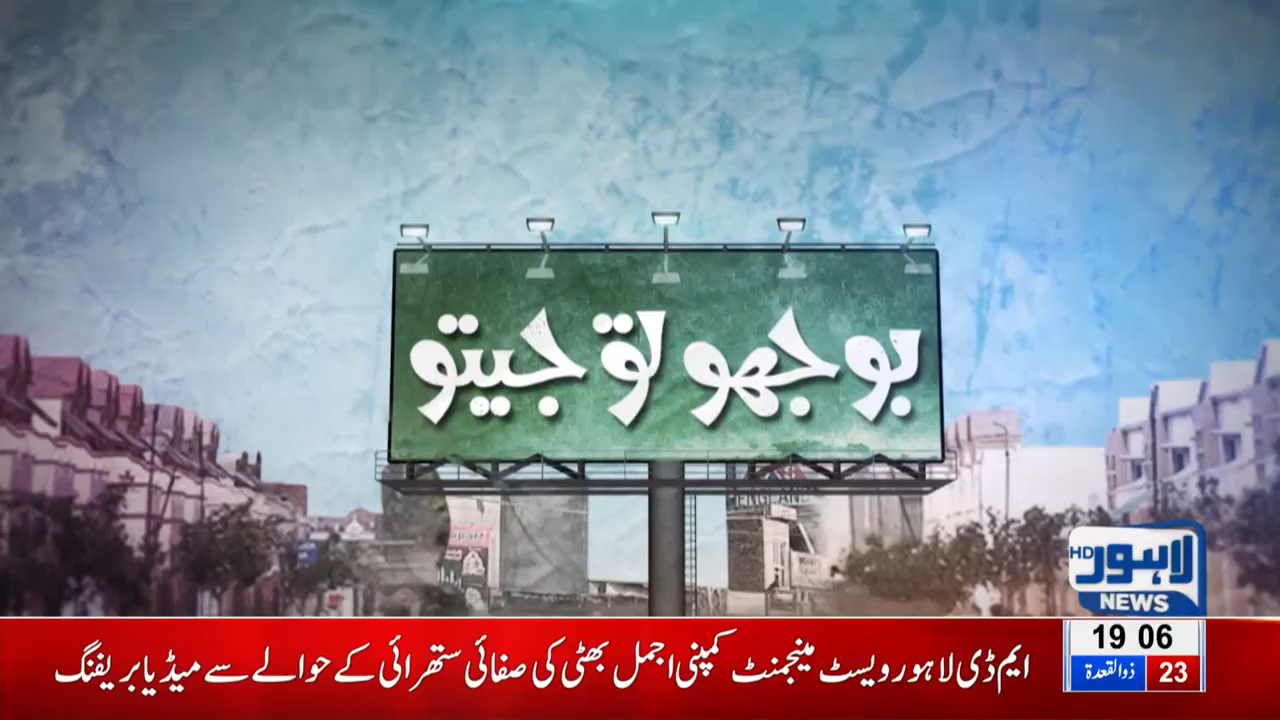 بوجھو تو جیتو
HD
لاہور
NEWS
19 06
ذوالقعدة 23
ایم ڈی لاہور ویسٹ مینجمنٹ کمپنی اجمل بھٹی کی صفائی ستھرائی کے حوالے سے میڈیا بریفنگ